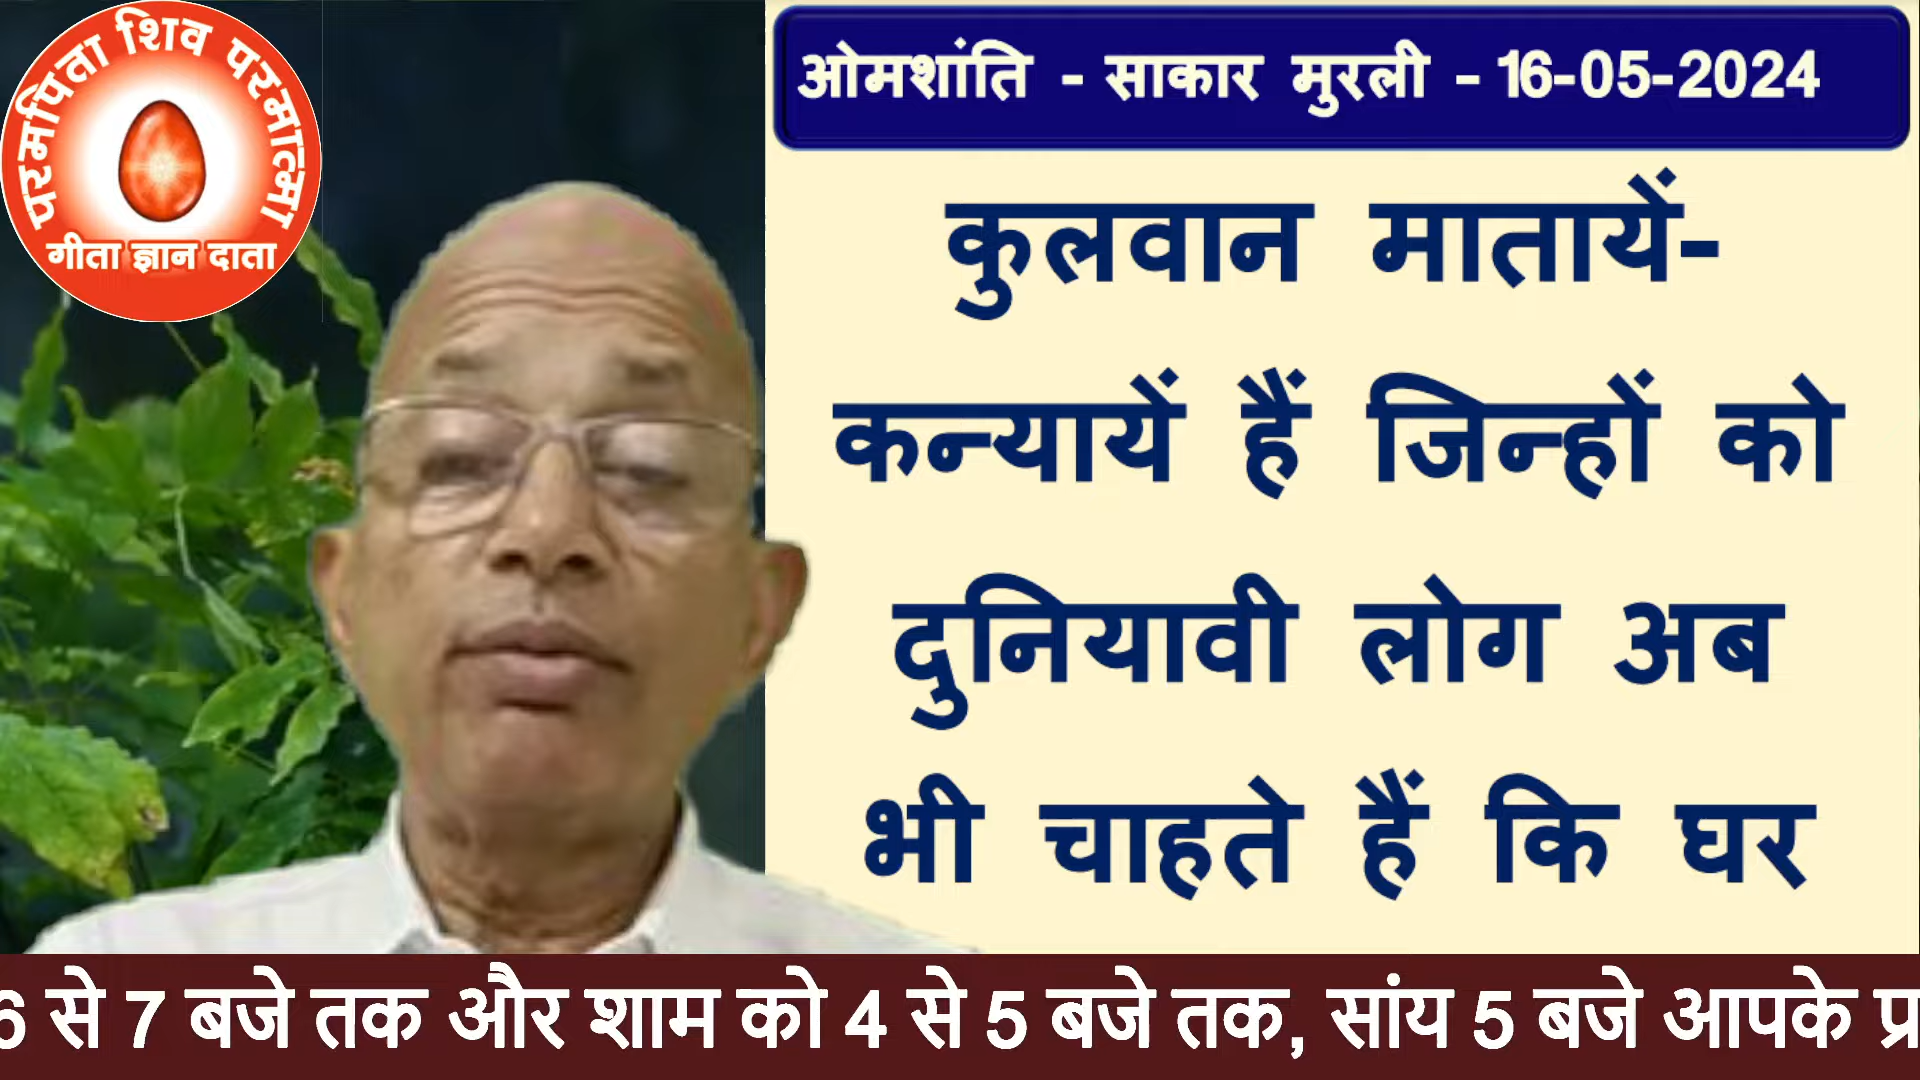 परमपिता शिव परमात्मा
गीता ज्ञान दाता
ओमशांति - साकार मुरली - 16-05-2024
कुलवान मातायें-
कन्यायें हैं जिन्हों को
दुनियावी लोग अब
भी चाहते हैं कि घर
6 से 7 बजे तक और शाम को 4 से 5 बजे तक, सांय 5 बजे आपके प्र